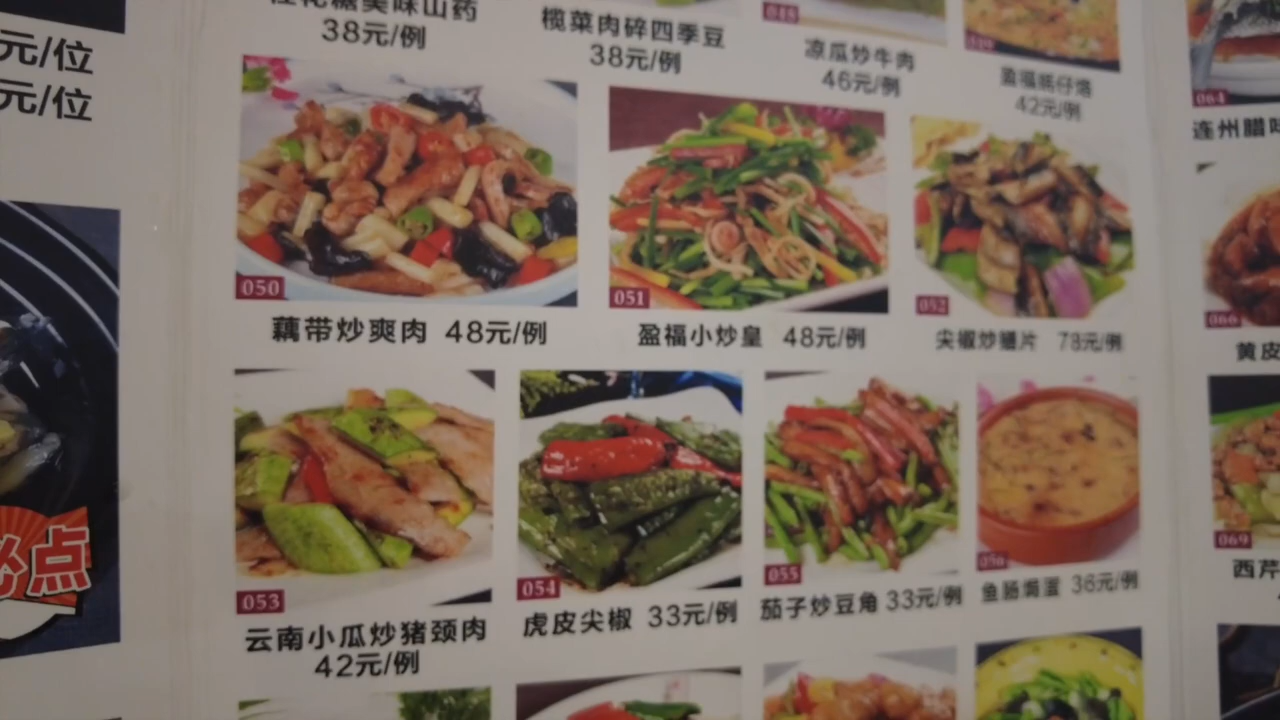 元/位
元/位
38元/例
榄菜肉碎四季豆
38元/例
048
凉瓜炒牛肉
46元/例
42元/例
064
连州腊
050
藕带炒爽肉 48元/例
051
盈福小炒皇 48元/例
052
尖椒炒鳝片 78元/例
066
黄皮
053
云南小瓜炒猪颈肉
42元/例
054
虎皮尖椒 33元/例
055
茄子炒豆角 33元/例
056
鱼肠焗蛋 36元/例
069
西芹
必点